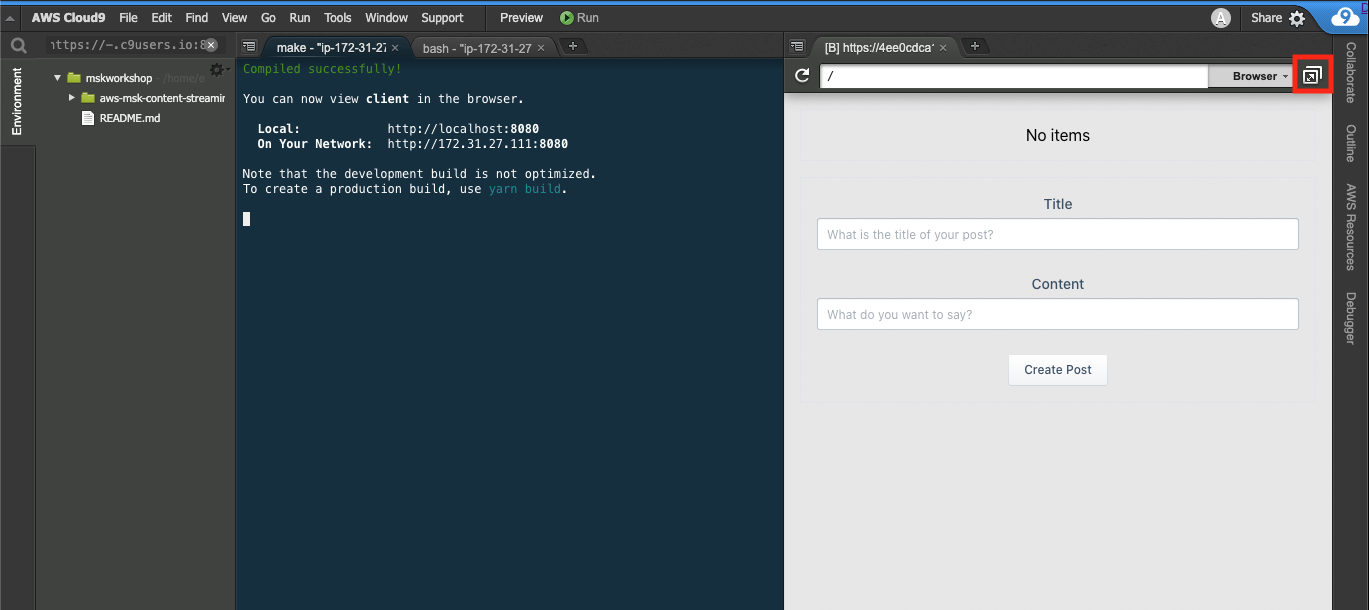 AWS Cloud9 File Edit Find View Go Run Tools Window Support Preview Run A Share 9
https://~.c9users.io:8
make - "ip-172-31-27
bash - "ip-172-31-27
[B] https://4ee0cdca1
/
Browser
Environment
mskworkshop - /home/e
aws-msk-content-streamin
README.md
Compiled successfully!
You can now view client in the browser.
Local: http://localhost:8080
On Your Network: http://172.31.27.111:8080
Note that the development build is not optimized.
To create a production build, use yarn build.
No items
Title
What is the title of your post?
Content
What do you want to say?
Create Post
Collaborate
Outline
AWS Resources
Debugger